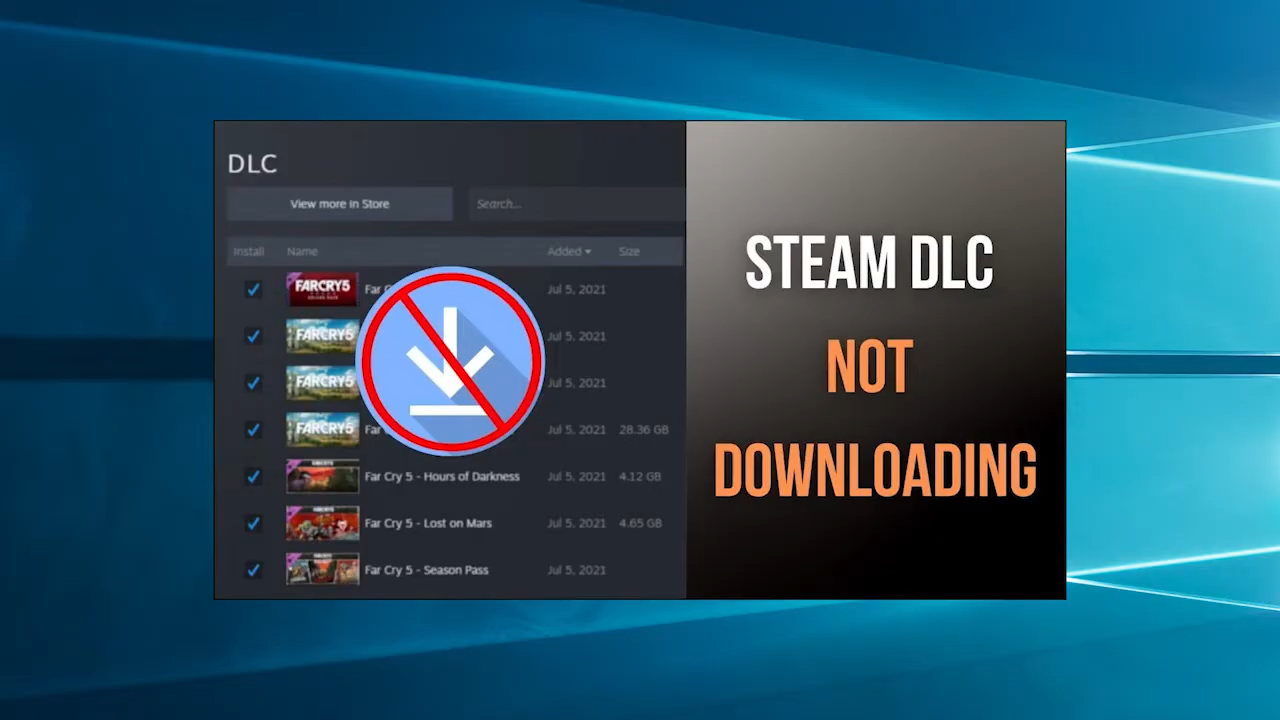 DLC
View more in Store
Search...
Install Name Added Size
FARCRY5 Far Jul 5, 2021
FARCRY5 Jul 5, 2021
FARCRY5 Jul 5, 2021
FARCRY5 Far Jul 5, 2021 28.36 GB
Far Cry 5 - Hours of Darkness Jul 5, 2021 4.12 GB
Far Cry 5 - Lost on Mars Jul 5, 2021 4.65 GB
Far Cry 5 - Season Pass Jul 5, 2021
STEAM DLC
NOT
DOWNLOADING